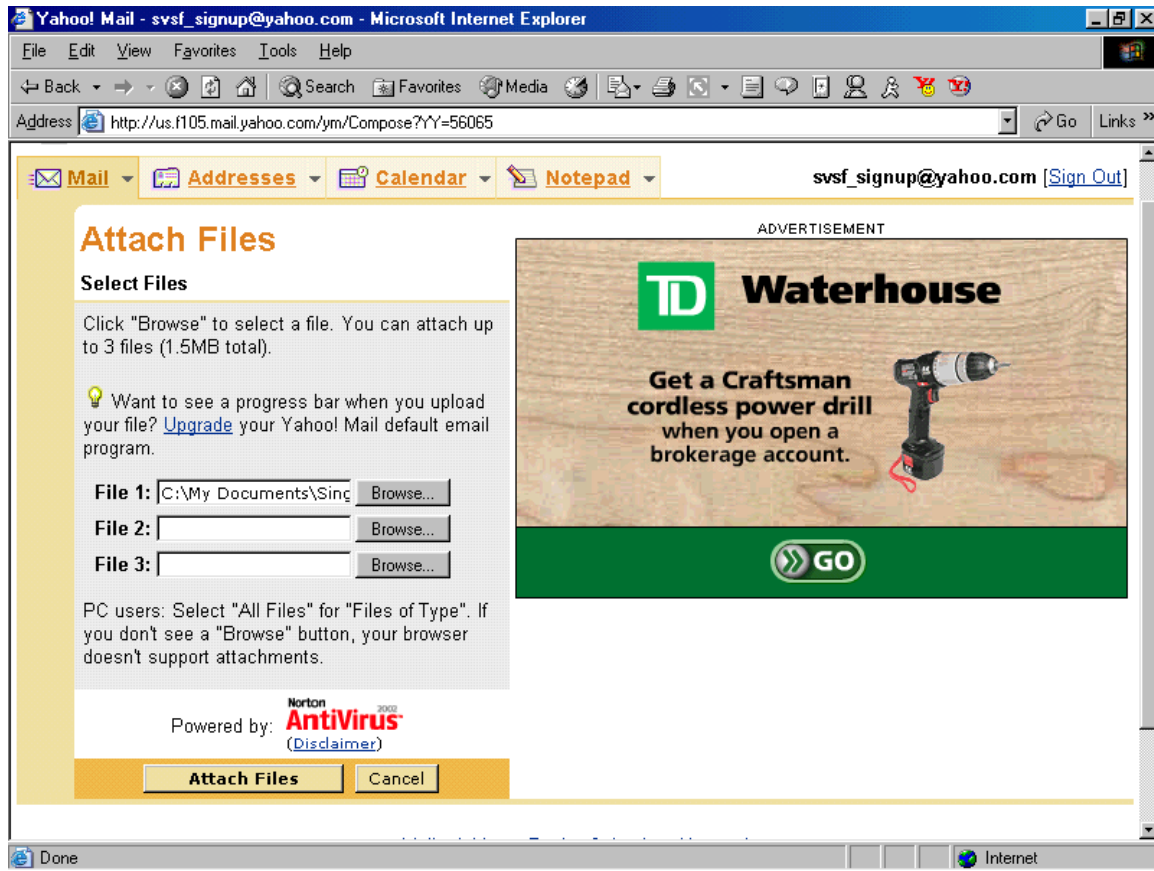 Yahoo! Mail - svsf_signup@yahoo.com - Microsoft Internet Explorer
File Edit View Favorites Tools Help
Back Search Favorites Media
Address http://us.f105.mail.yahoo.com/ym/Compose?YY=56065 Go Links »
Mail Addresses Calendar Notepad svsf_signup@yahoo.com [Sign Out]
Attach Files
Select Files
Click "Browse" to select a file. You can attach up
to 3 files (1.5MB total).
Want to see a progress bar when you upload
your file? Upgrade your Yahoo! Mail default email
program.
File 1: C:\My Documents\Sing Browse...
File 2: Browse...
File 3: Browse...
PC users: Select "All Files" for "Files of Type". If
you don't see a "Browse" button, your browser
doesn't support attachments.
Powered by: Norton
AntiVirus 2002
(Disclaimer)
Attach Files Cancel
ADVERTISEMENT
TD Waterhouse
Get a Craftsman
cordless power drill
when you open a
brokerage account.
GO
Done Internet